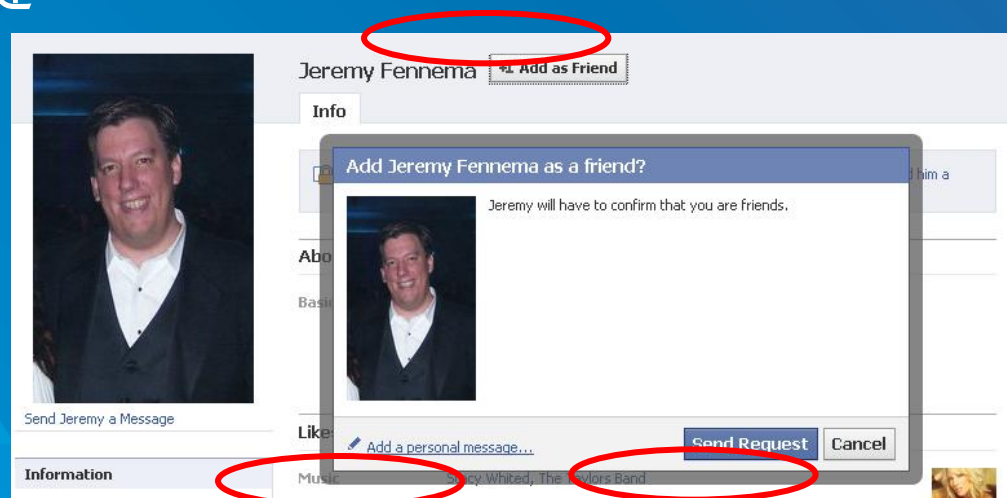 Jeremy Fennema +1 Add as Friend
Info
him a
Add Jeremy Fennema as a friend?
Jeremy will have to confirm that you are friends.
Abo
Basic
Send Jeremy a Message
Like
Add a personal message... Send Request Cancel
Information
Music Stacy Whited, The Taylors Band